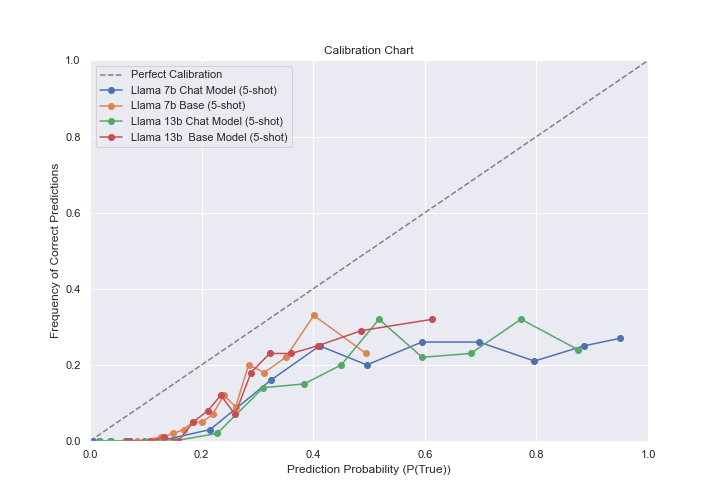 Calibration Chart
1.0
0.8
0.6
0.4
0.2
0.0
Frequency of Correct Predictions
Perfect Calibration
Llama 7b Chat Model (5-shot)
Llama 7b Base (5-shot)
Llama 13b Chat Model (5-shot)
Llama 13b  Base Model (5-shot)
0.0 0.2 0.4 0.6 0.8 1.0
Prediction Probability (P(True))